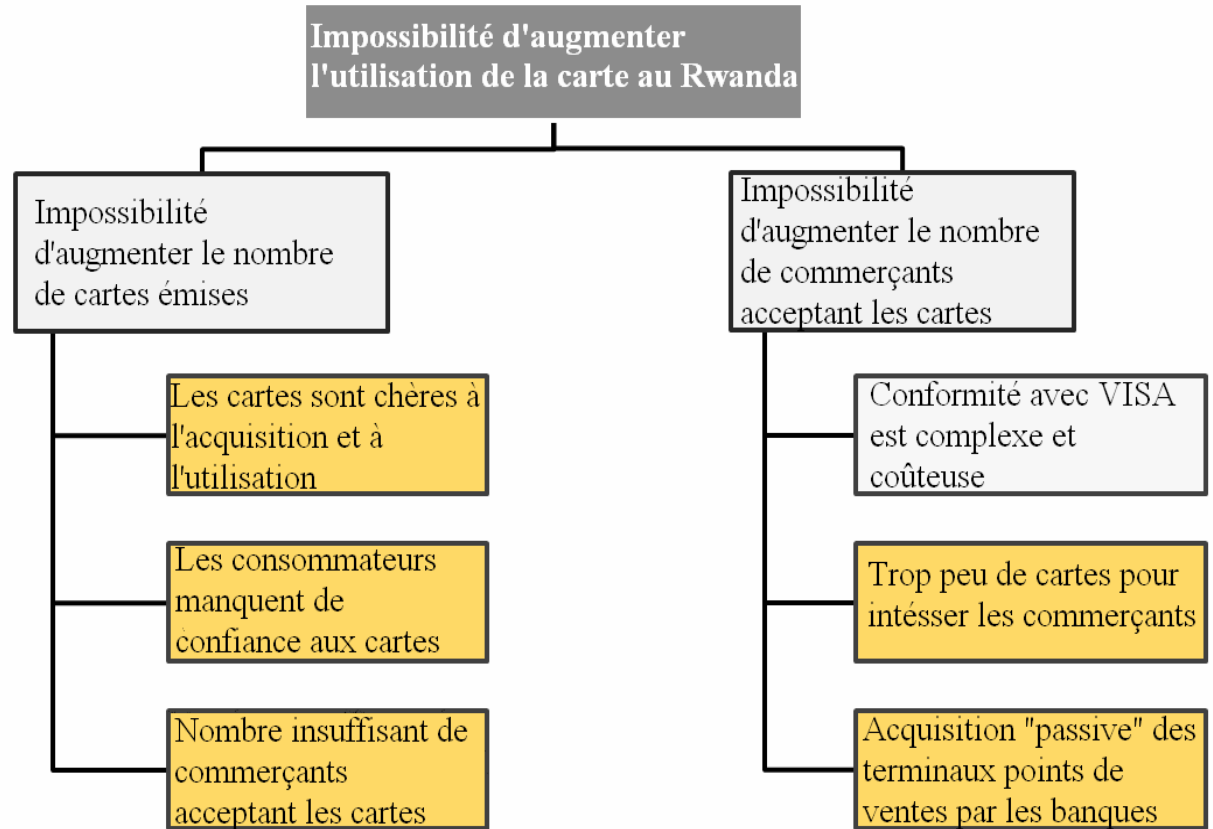 Impossibilité d'augmenter
l'utilisation de la carte au Rwanda
Impossibilité
d'augmenter le nombre
de cartes émises
Les cartes sont chères à
l'acquisition et à
l'utilisation
Les consommateurs
manquent de
confiance aux cartes
Nombre insuffisant de
commerçants
acceptant les cartes
Impossibilité
d'augmenter le nombre
de commerçants
acceptant les cartes
Conformité avec VISA
est complexe et
coûteuse
Trop peu de cartes pour
intésser les commerçants
Acquisition "passive" des
terminaux points de
ventes par les banques